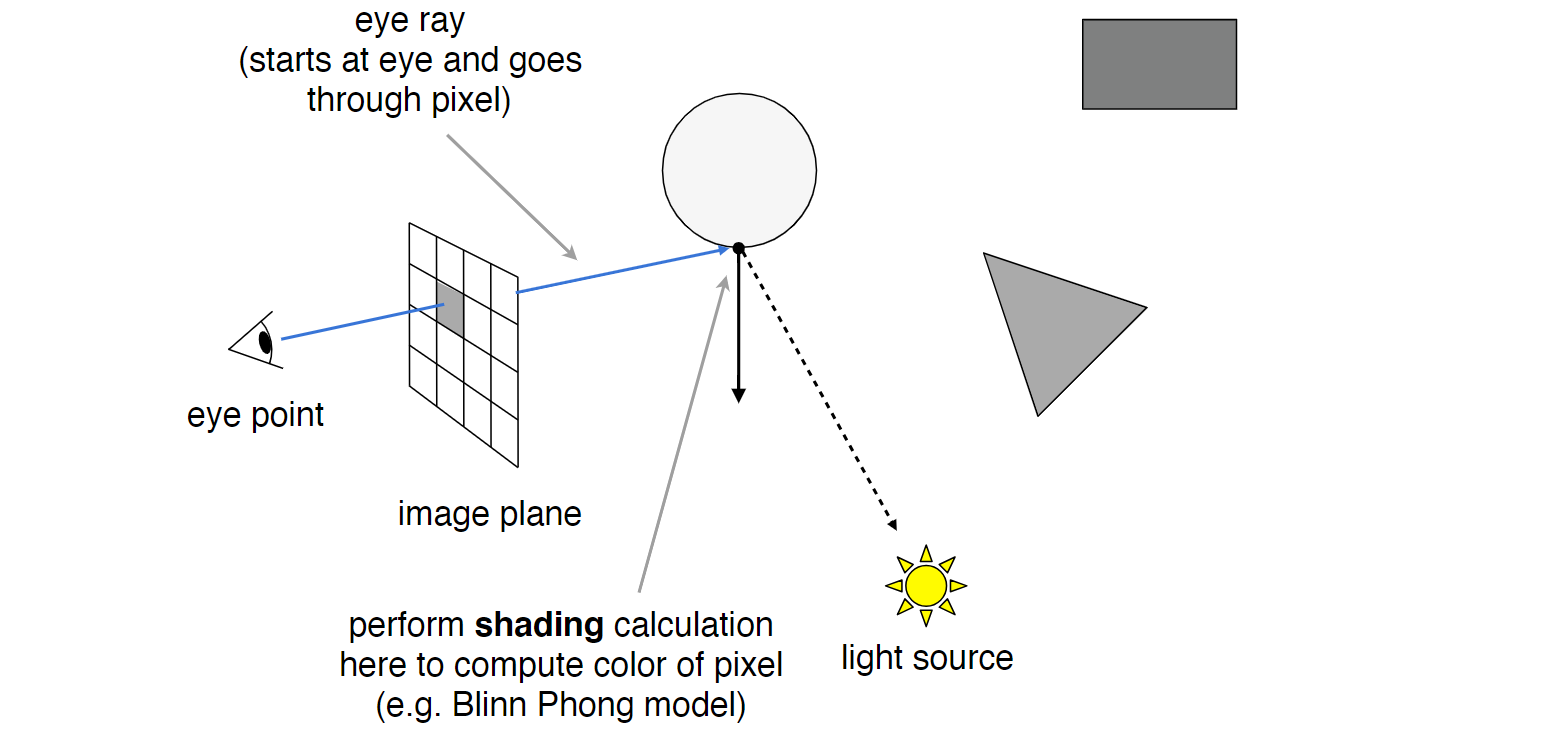 eye ray
(starts at eye and goes
through pixel)
eye point
image plane
perform shading calculation
here to compute color of pixel
(e.g. Blinn Phong model)
light source